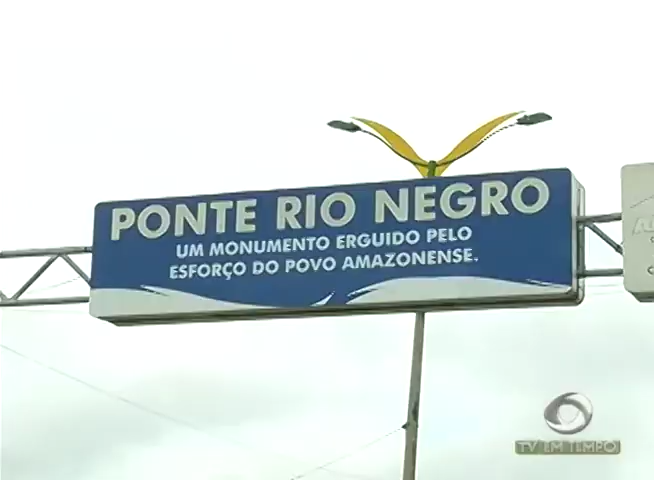 PONTE RIO NEGRO
UM MONUMENTO ERGUIDO PELO
ESFORÇO DO POVO AMAZONENSE.
TV EM TEMPO